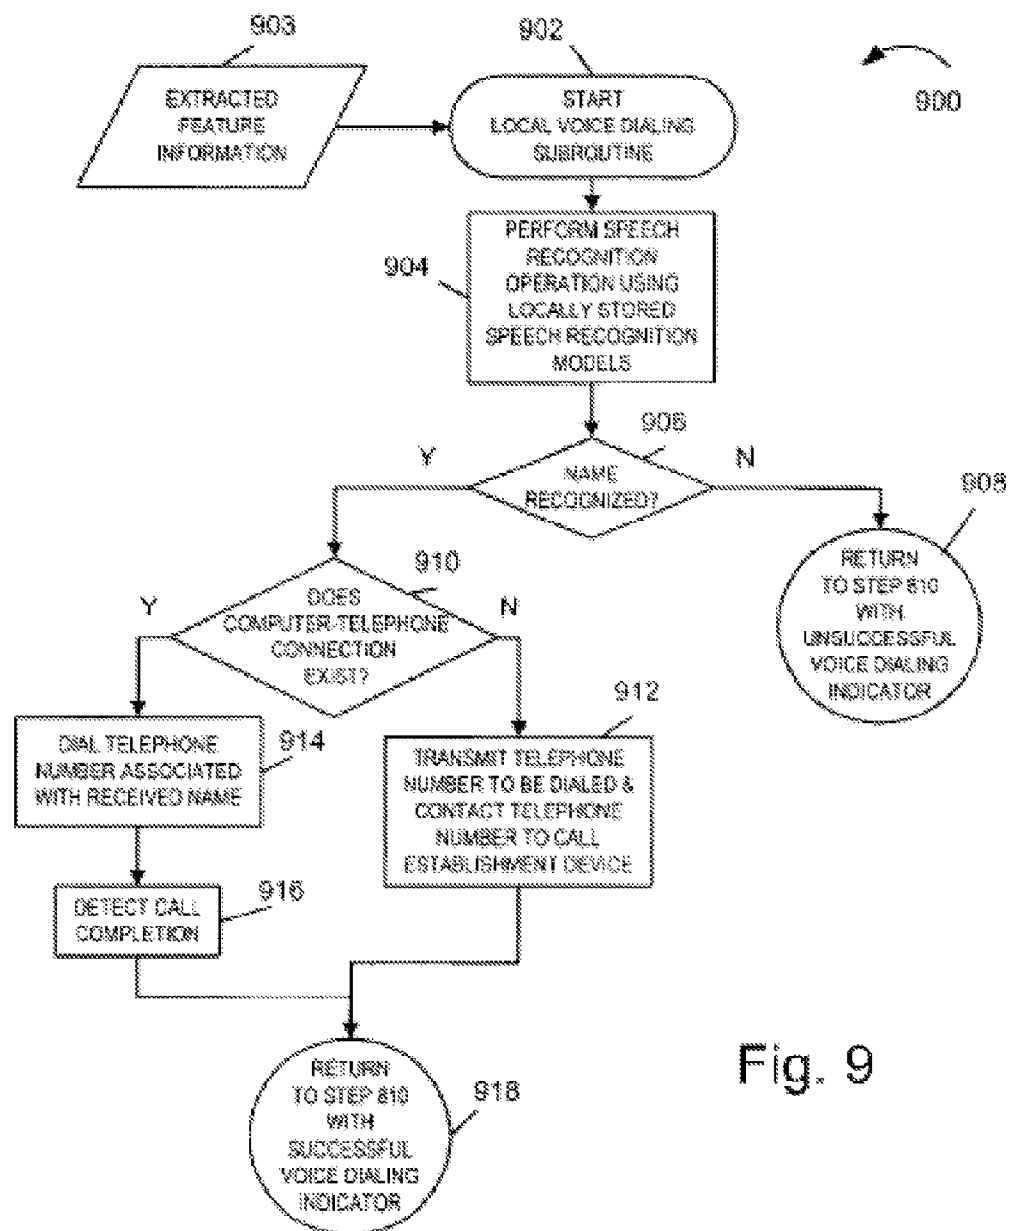 903
902
900
EXTRACTED
FEATURE
INFORMATION
START
LOCAL VOICE DIALING
SUBROUTINE
904
PERFORM SPEECH
RECOGNITION
OPERATION USING
LOCALLY STORED
SPEECH RECOGNITION
MODELS
906
Y
N
NAME
RECOGNIZED?
908
RETURN
TO STEP 810
WITH
UNSUCCESSFUL
VOICE DIALING
INDICATOR
910
Y
N
DOES
COMPUTER-TELEPHONE
CONNECTION
EXIST?
912
914
DIAL TELEPHONE
NUMBER ASSOCIATED
WITH RECEIVED NAME
TRANSMIT TELEPHONE
NUMBER TO BE DIALED &
CONTACT TELEPHONE
NUMBER TO CALL
ESTABLISHMENT DEVICE
916
DETECT CALL
COMPLETION
918
RETURN
TO STEP 810
WITH
SUCCESSFUL
VOICE DIALING
INDICATOR
Fig. 9